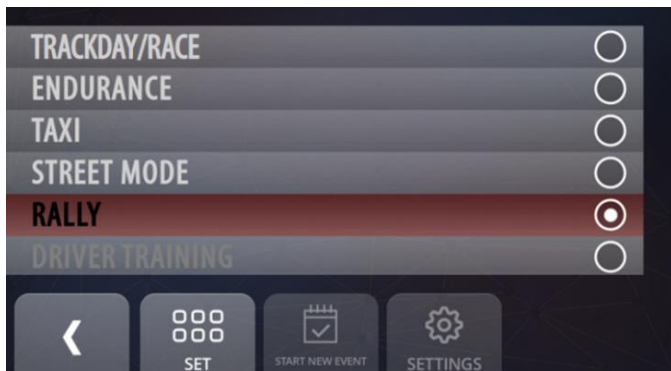 TRACKDAY/RACE
ENDURANCE
TAXI
STREET MODE
RALLY
DRIVER TRAINING
SET
START NEW EVENT
SETTINGS